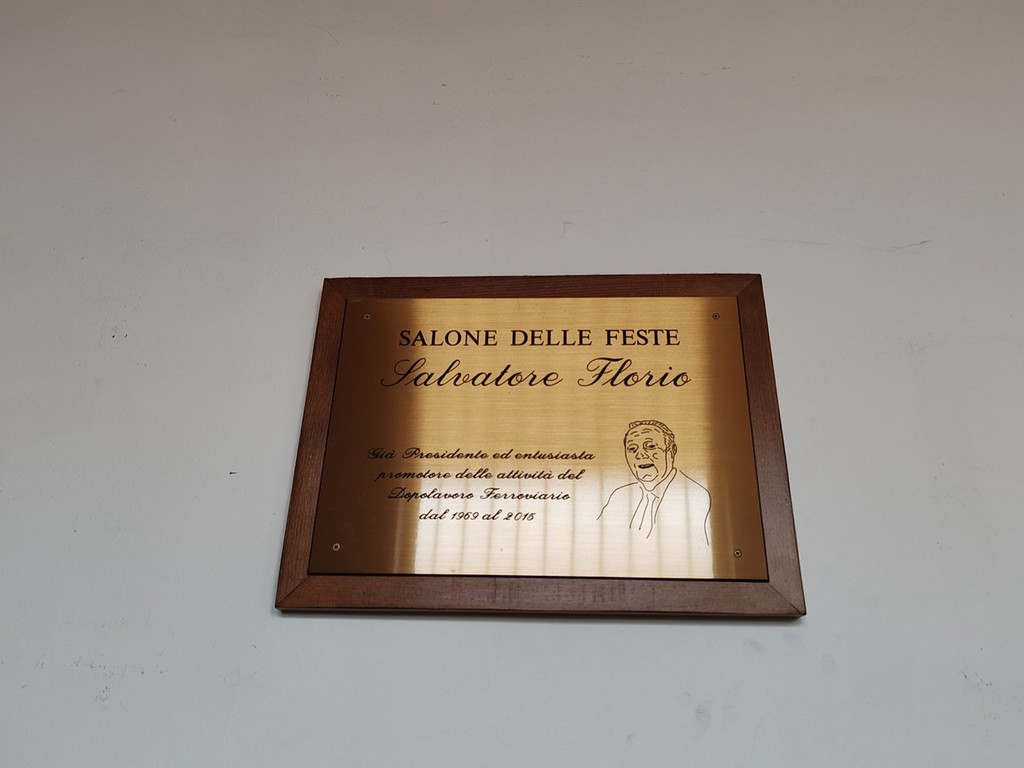 SALONE DELLE FESTE
Salvatore Florio
Già Presidente ed entusiasta
promotore delle attività del
Dopolavoro Ferroviario
dal 1969 al 2015